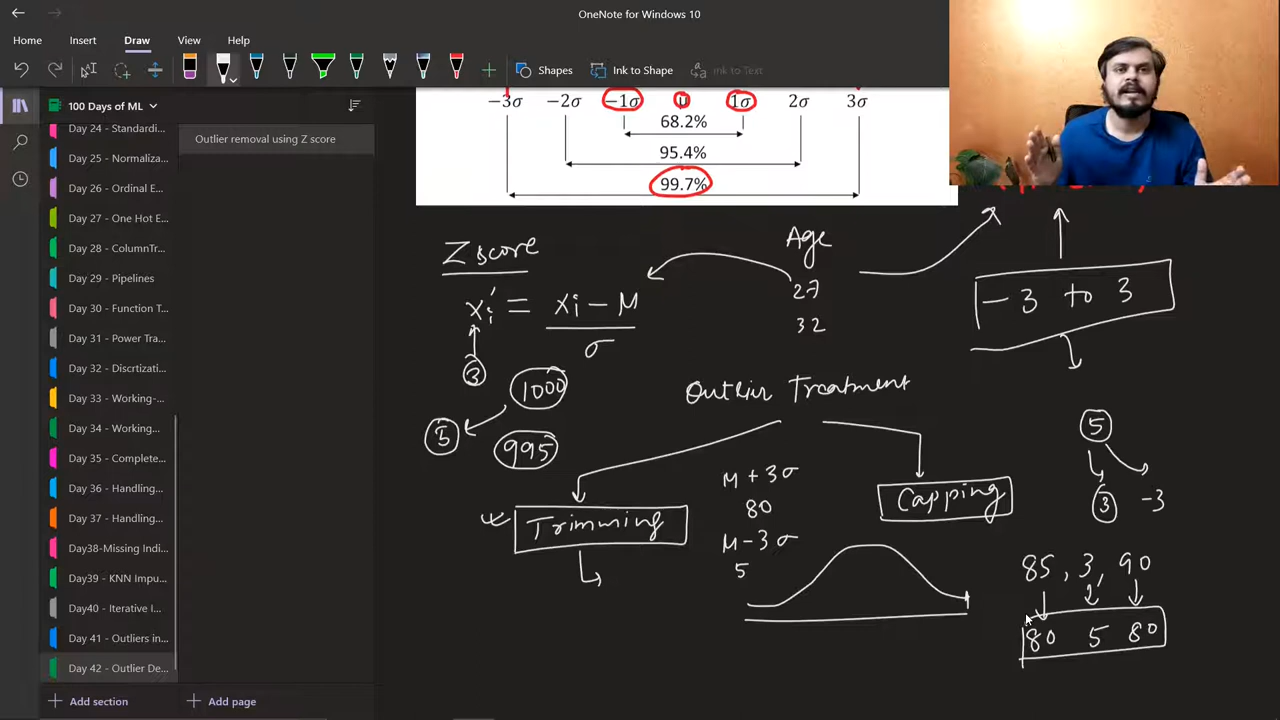 OneNote for Windows 10
Home
Insert
Draw
View
Help
Shapes
Ink to Shape
Ink to Text
100 Days of ML
Day 24 - Standardi...
Day 25 - Normaliza...
Day 26 - Ordinal E...
Day 27 - One Hot E...
Day 28 - ColumnTr...
Day 29 - Pipelines
Day 30 - Function T...
Day 31 - Power Tra...
Day 32 - Discrtizati...
Day 33 - Working-...
Day 34 - Working...
Day 35 - Complete...
Day 36 - Handling...
Day 37 - Handling...
Day38-Missing Indi...
Day39 - KNN Impu...
Day40 - Iterative I...
Day 41 - Outliers in...
Day 42 - Outlier De...
Add section
Outlier removal using Z score
Add page
−3σ −2σ −1σ μ 1σ 2σ 3σ
68.2%
95.4%
99.7%
Z score
xi' = xi − μ
σ
3
1000
5
995
Age
27
32
−3 to 3
Outlier Treatment
Trimming
Capping
μ + 3σ
80
μ − 3σ
5
5
3 -3
85, 3, 90
80 5 80